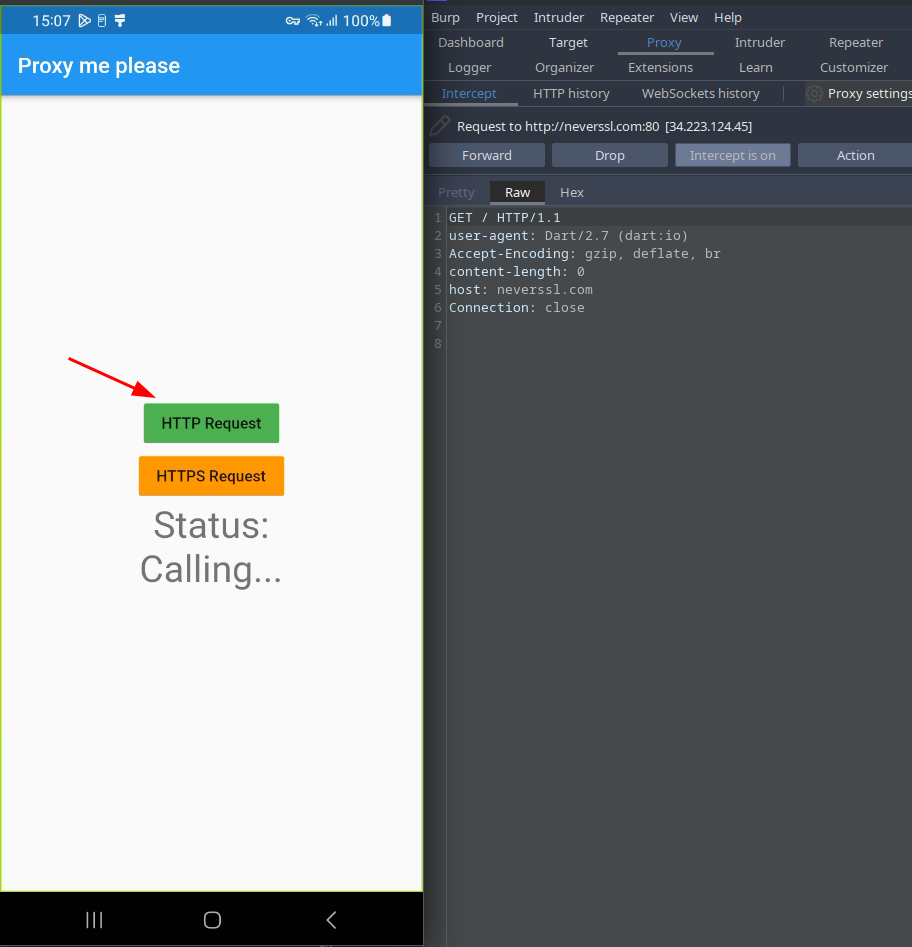 15:07
100%
Proxy me please
HTTP Request
HTTPS Request
Status:
Calling...
Burp Project Intruder Repeater View Help
Dashboard Target Proxy Intruder Repeater
Logger Organizer Extensions Learn Customizer
Intercept HTTP history WebSockets history Proxy settings
Request to http://neverssl.com:80 [34.223.124.45]
Forward Drop Intercept is on Action
Pretty Raw Hex
1 GET / HTTP/1.1
2 user-agent: Dart/2.7 (dart:io)
3 Accept-Encoding: gzip, deflate, br
4 content-length: 0
5 host: neverssl.com
6 Connection: close
7
8